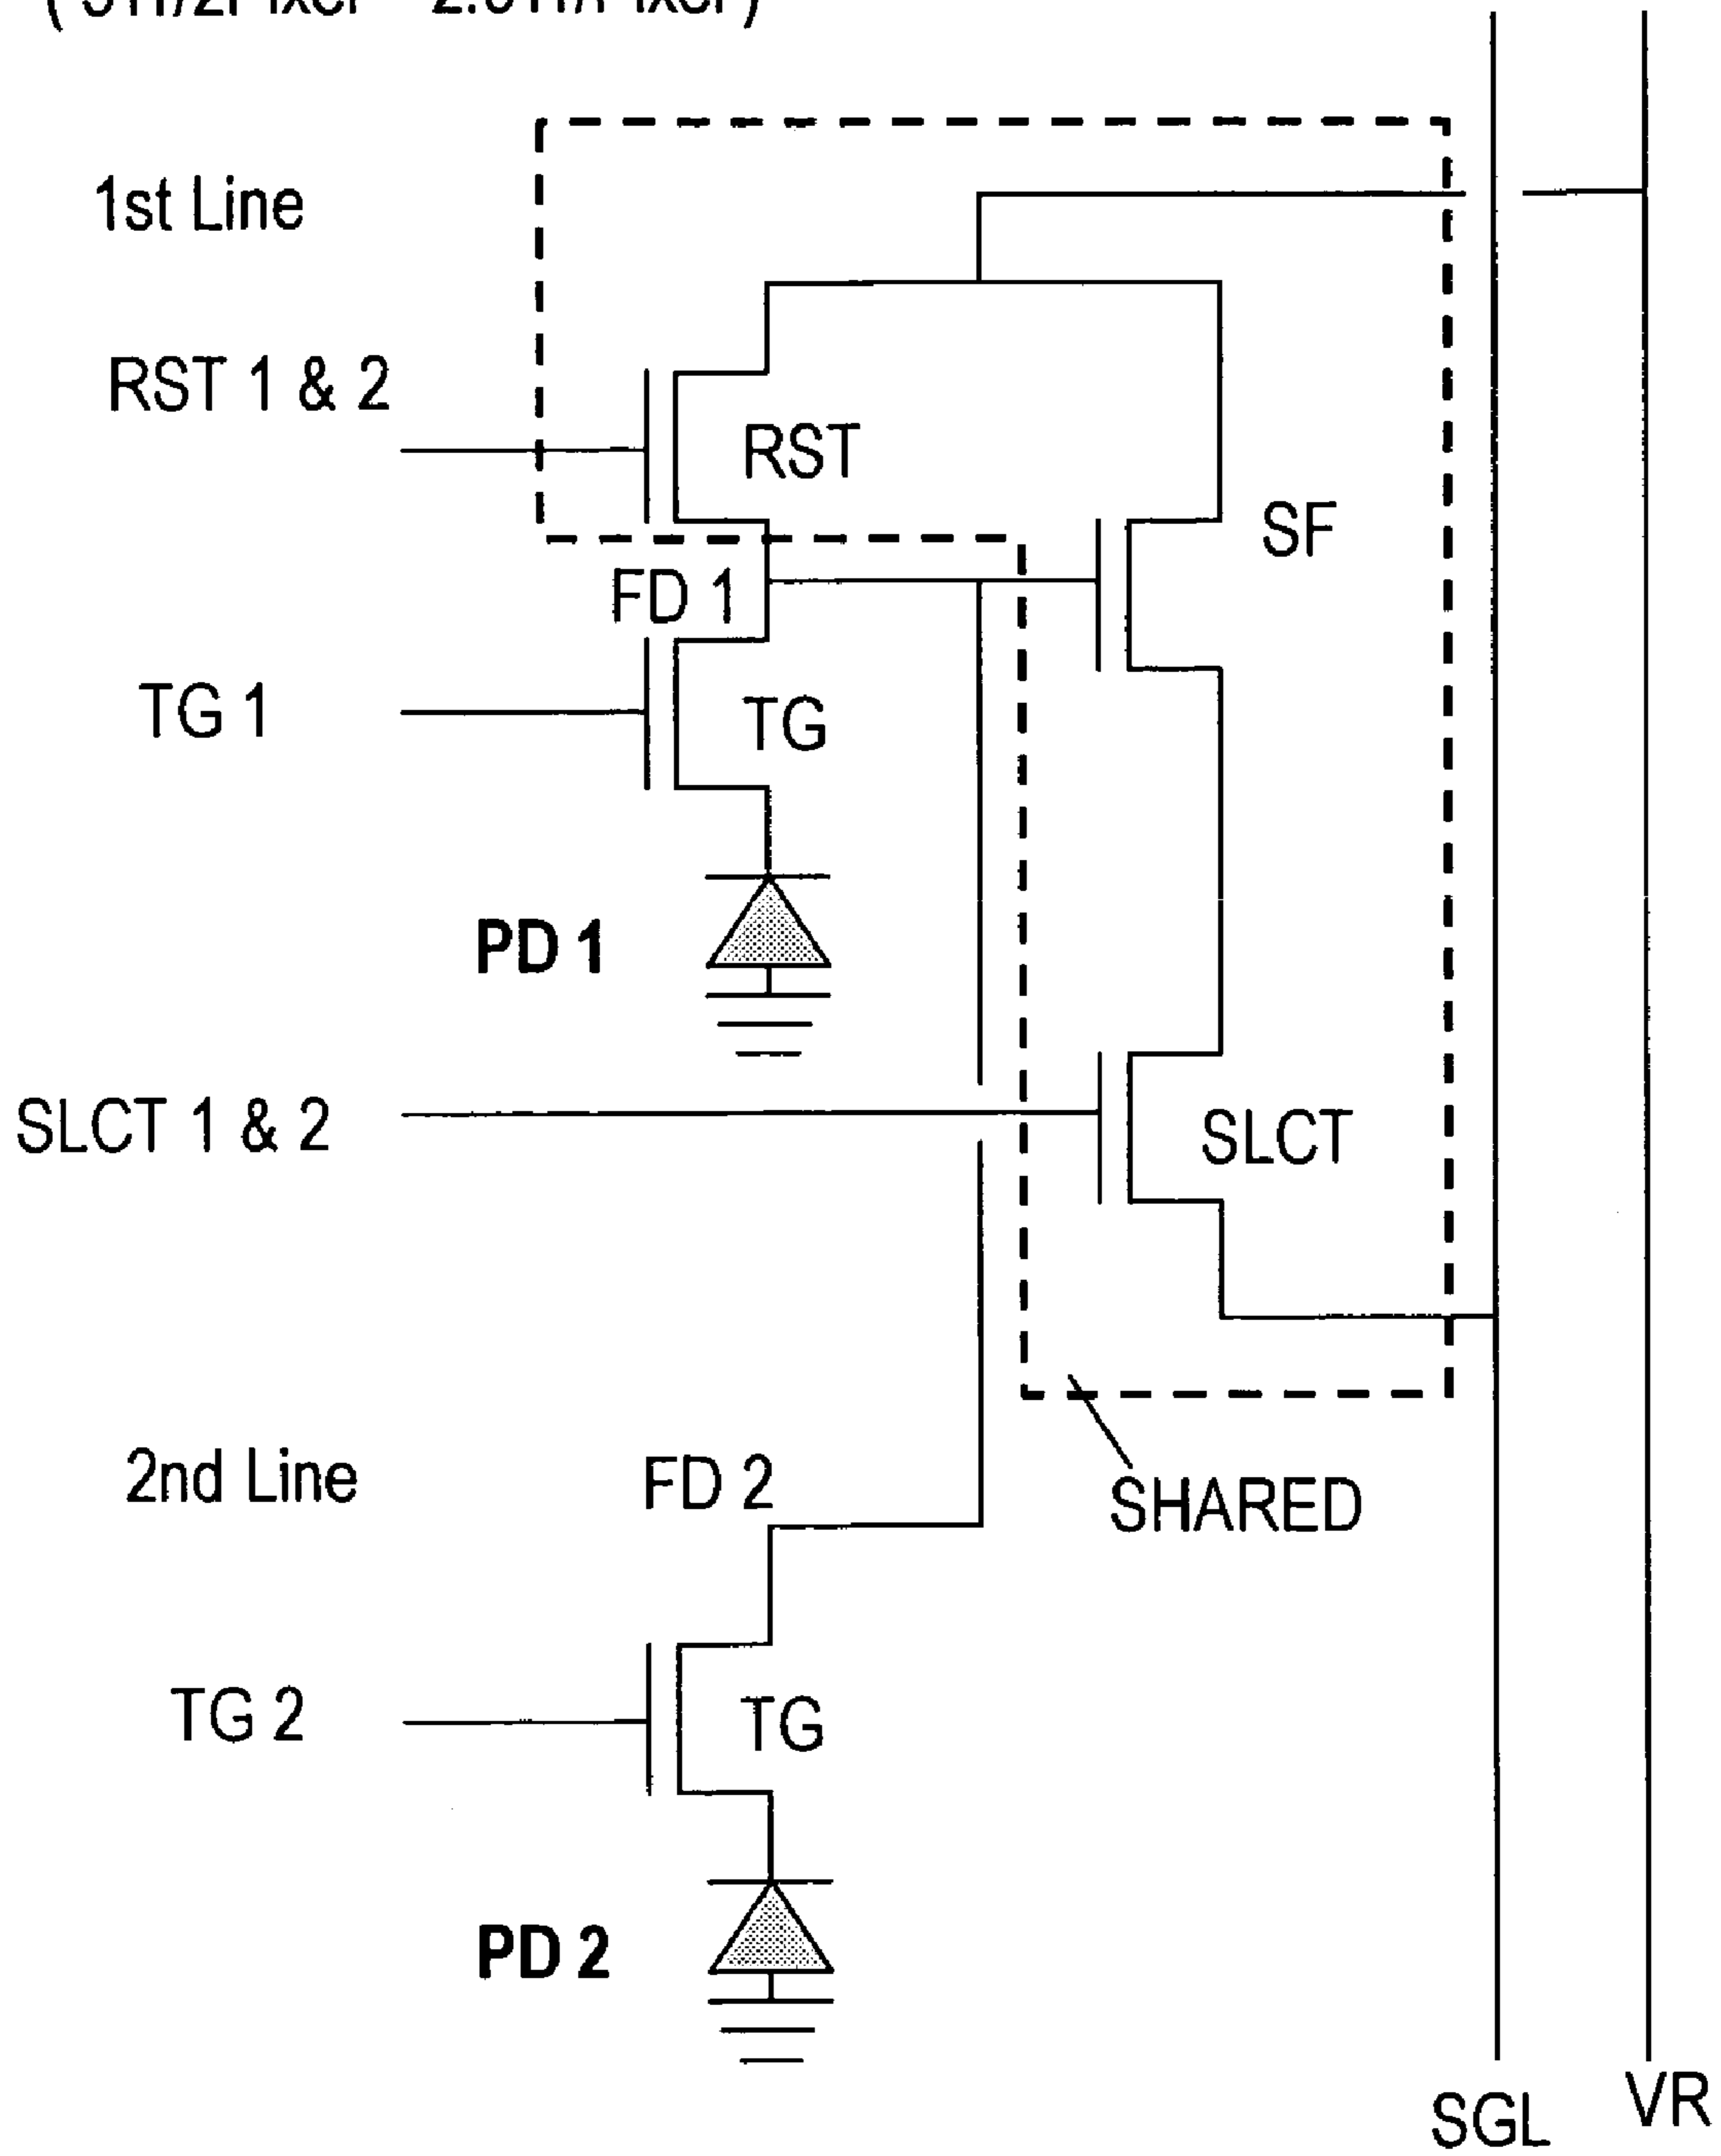 1st Line
RST 1 & 2
RST
SF
FD 1
TG 1
TG
PD 1
SLCT 1 & 2
SLCT
2nd Line
FD 2
SHARED
TG 2
TG
PD 2
SGL
VR